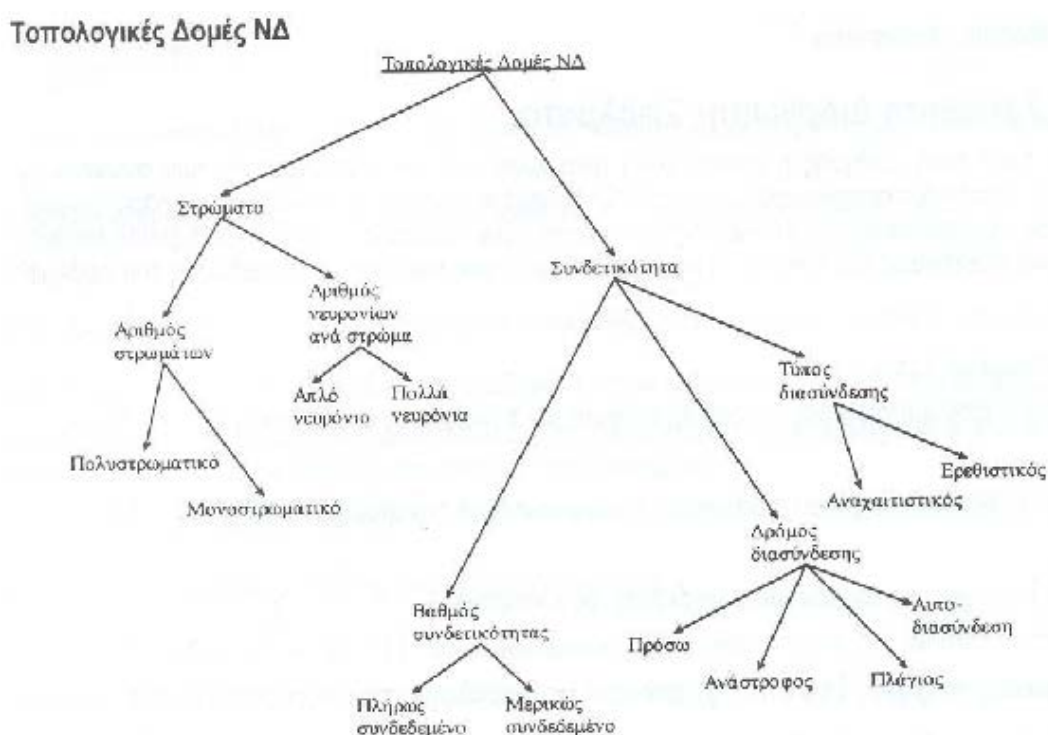 Τοπολογικές Δομές ΝΔ
Τοπολογικές Δομές ΝΔ
Στρώματα
Συνδετικότητα
Αριθμός
νευρονίων
ανά στρώμα
Αριθμός
στρωμάτων
Απλό
νευρόνιο
Πολλά
νευρόνια
Τύπος
διασύνδεσης
Πολυστρωματικό
Μονοστρωματικό
Ερεθιστικός
Αναχαιτιστικός
Δρόμος
διασύνδεσης
Βαθμός
συνδετικότητας
Πρόσω
Ανάστροφος
Πλάγιος
Αυτο-
διασύνδεση
Πλήρως
συνδεδεμένο
Μερικώς
συνδεδεμένο